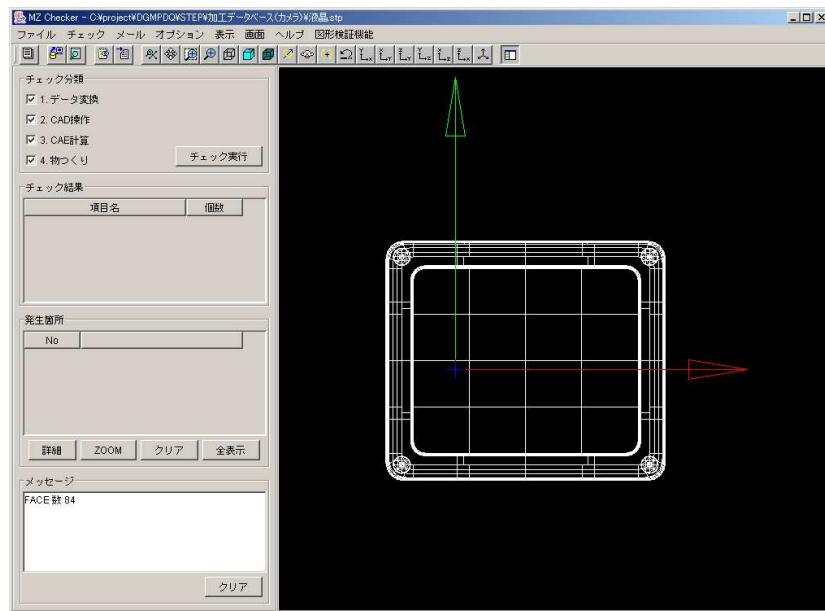 MZ Checker - C:¥project¥DGMPDQ¥STEP¥加工データベース(カメラ)¥液晶.stp
ファイル チェック メール オプション 表示 画面 ヘルプ 図形検証機能
チェック分類
1. データ変換
2. CAD操作
3. CAE計算
4. 物つくり
チェック実行
チェック結果
項目名 個数
発生箇所
No
詳細 ZOOM クリア 全表示
メッセージ
FACE 数 84
クリア